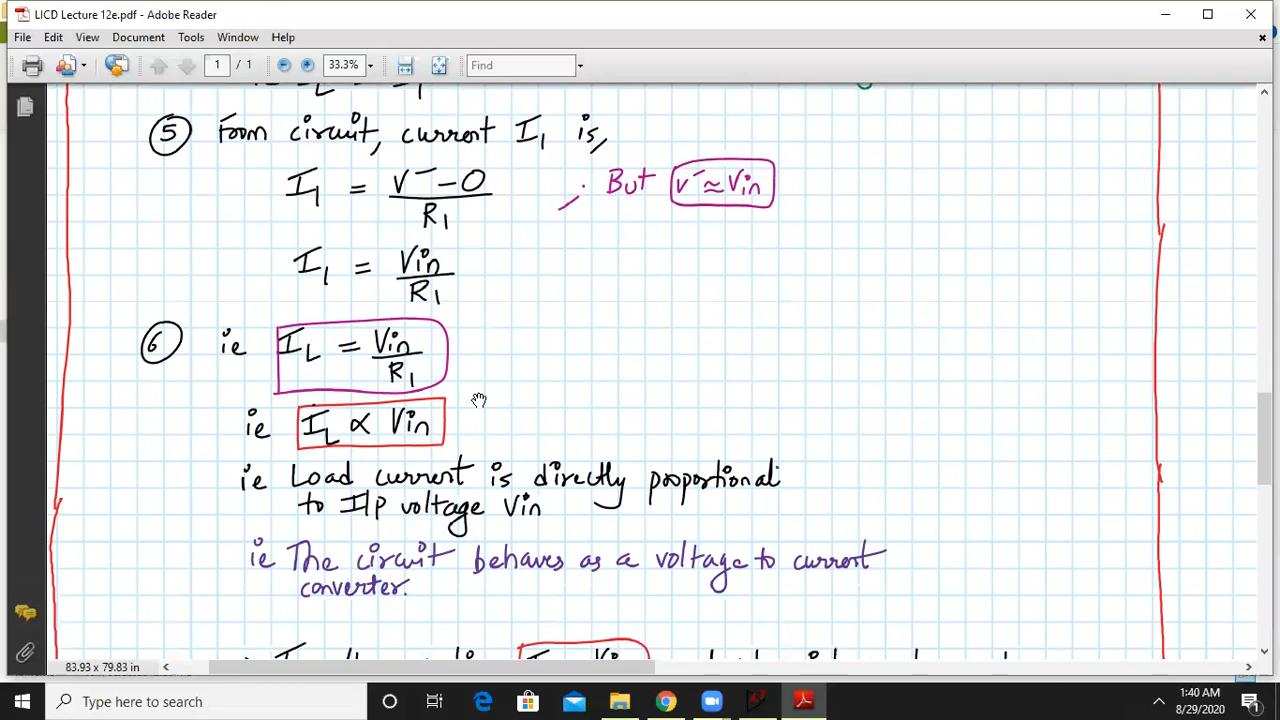 LICD Lecture 12e.pdf - Adobe Reader
File Edit View Document Tools Window Help
1 / 1 33.3% Find
⑤ From circuit, current I₁ is,
I₁ = (V⁻ – 0) / R₁ , ∵ But V⁻ ≈ Vin
I₁ = Vin / R₁
⑥ ie I_L = Vin / R₁
ie I_L ∝ Vin
ie Load current is directly proportional
to I/P voltage Vin
ie The circuit behaves as a voltage to current
converter.
83.93 x 79.83 in
Type here to search
1:40 AM
8/29/2020